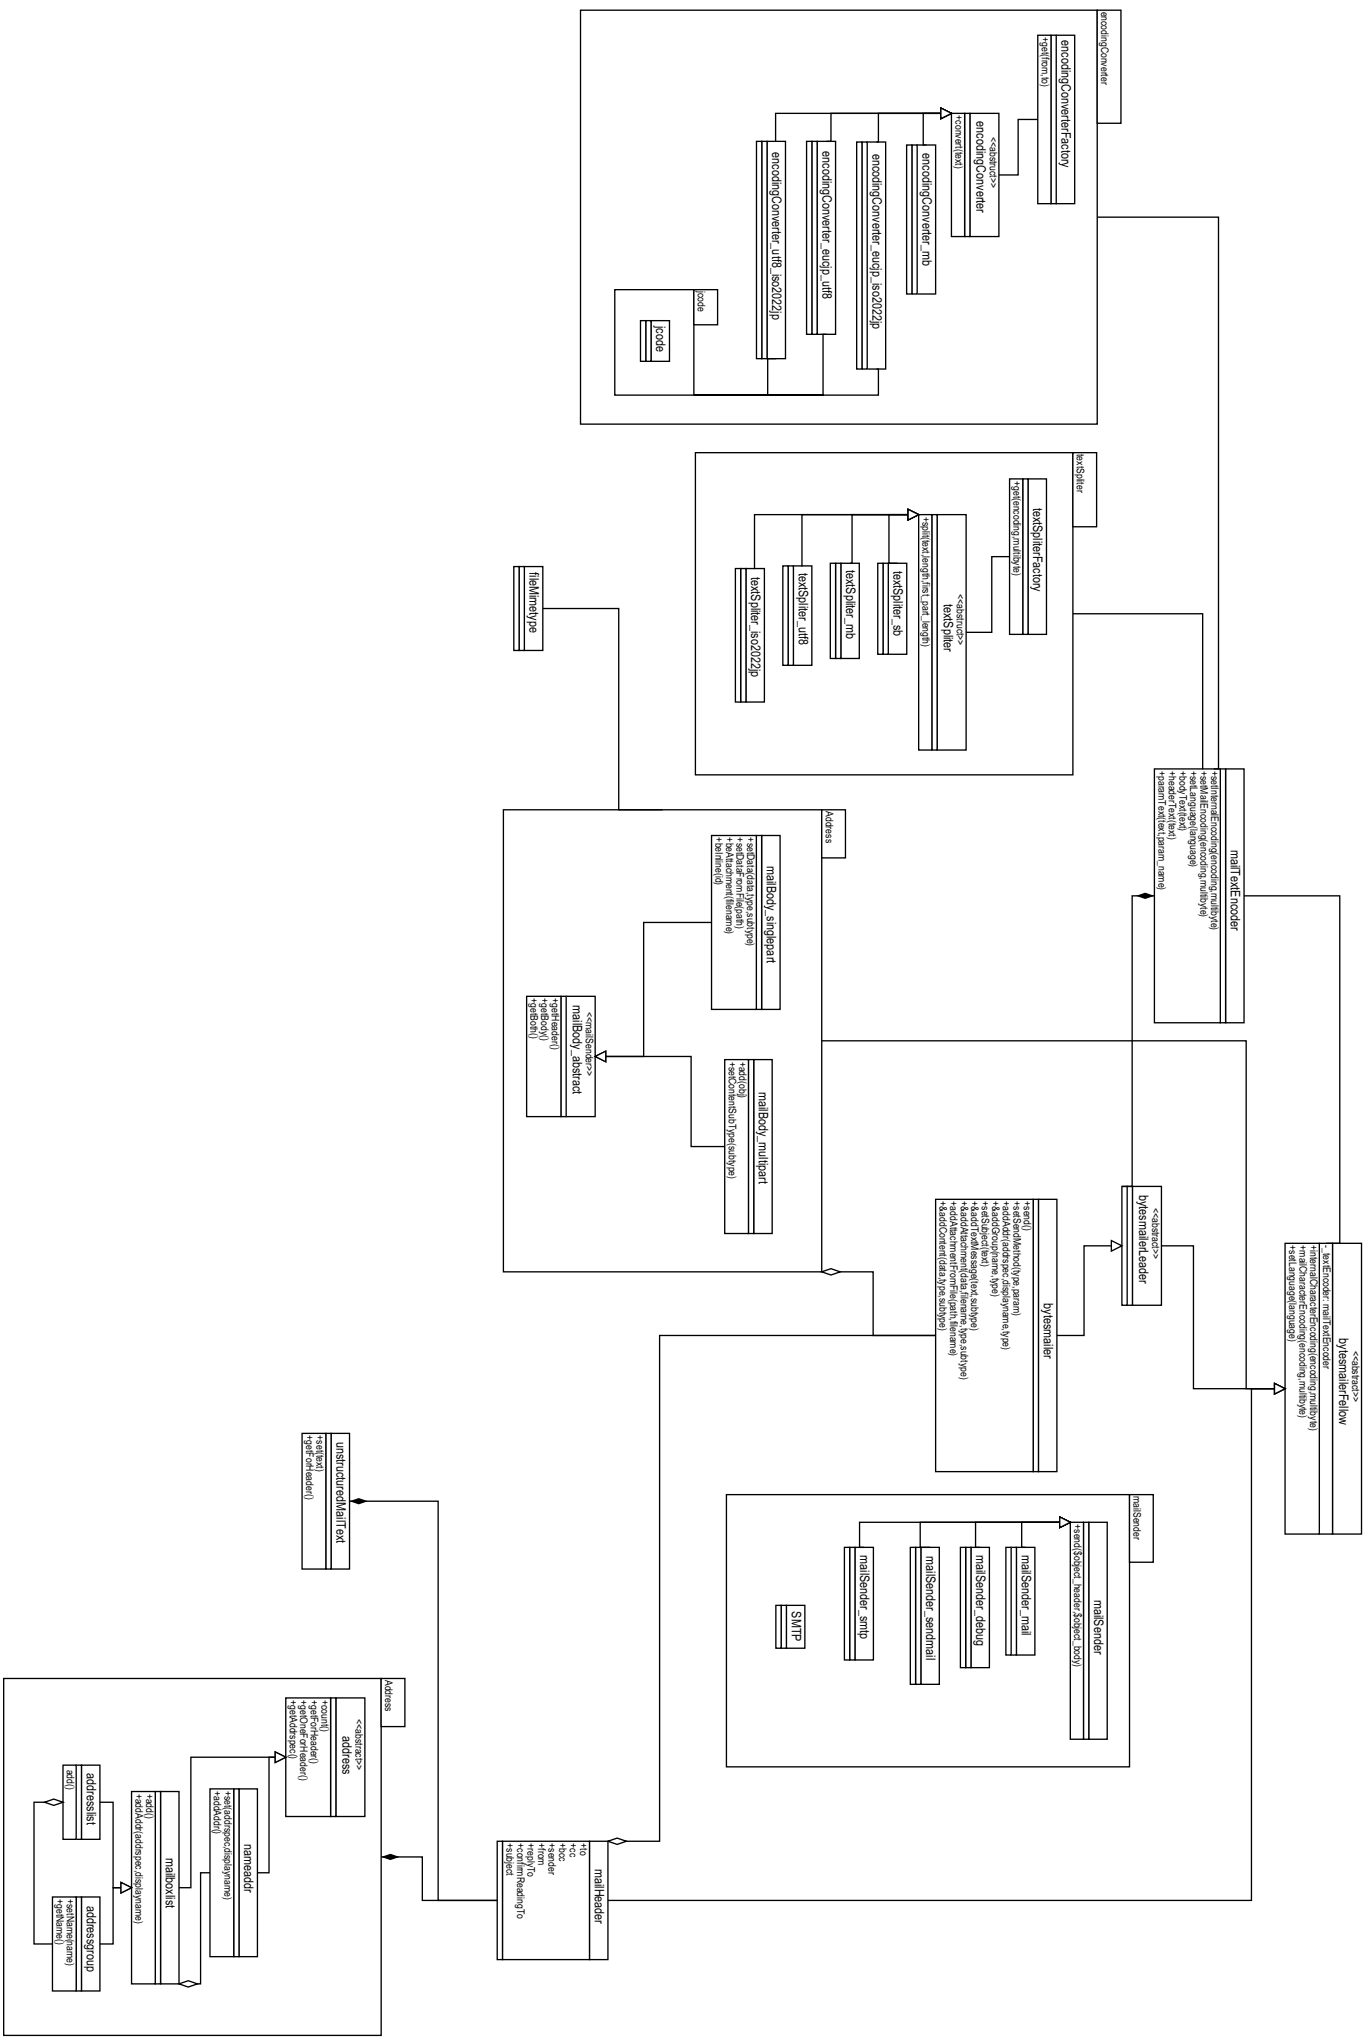 encodingConverter
encodingConverterFactory
+get(from,to)
<<abstruct>>
encodingConverter
+convert(text)
encodingConverter_mb
encodingConverter_eucjp_iso2022jp
encodingConverter_eucjp_utf8
encodingConverter_utf8_iso2022jp
jcode
jcode
textSpliter
textSpliterFactory
+get(encoding,multibyte)
<<abstruct>>
textSpliter
+split(text,length,first_part_length)
textSpliter_sb
textSpliter_mb
textSpliter_utf8
textSpliter_iso2022jp
fileMimetype
mailTextEncoder
+setInternalEncoding(encoding,multibyte)
+setMailEncoding(encoding,multibyte)
+setLanguage(language)
+bodyText(text)
+headerText(text)
+paramText(text,param_name)
Address
mailBody_singlepart
+setData(data,type,subtype)
+setDataFromFile(path)
+beAttachment(filename)
+beInline(id)
<<mailSender>>
mailBody_abstract
+getHeader()
+getBody()
+getBoth()
mailBody_multipart
+add(obj)
+setContentSubType(subtype)
<<abstract>>
bytesmailerFellow
-_textEncoder: mailTextEncoder
+internalCharacterEncoding(encoding,multibyte)
+mailCharacterEncoding(encoding,multibyte)
+setLanguage(language)
<<abstract>>
bytesmailerLeader
bytesmailer
+send()
+setSendMethod(type,param)
+addAddr(addrspec,displayname,type)
+&addGroup(name,type)
+setSubject(text)
+&addTextMessage(text,subtype)
+&addAttachment(data,filename,type,subtype)
+addAttachmentFromFile(path,filename)
+&addContent(data,type,subtype)
mailSender
mailSender
+send($object_header,$object_body)
mailSender_mail
mailSender_debug
mailSender_sendmail
mailSender_smtp
SMTP
unstructuredMailText
+set(text)
+getForHeader()
mailHeader
+to
+cc
+bcc
+sender
+from
+replyTo
+confirmReadingTo
+subject
Address
<<abstract>>
address
+count()
+getForHeader()
+getOneForHeader()
+getAddrspec()
nameaddr
+set(addrspec,displayname)
+addAddr()
mailboxlist
+add()
+addAddr(addrspec,displayname)
addresslist
add()
addressgroup
+setName(name)
+getName()